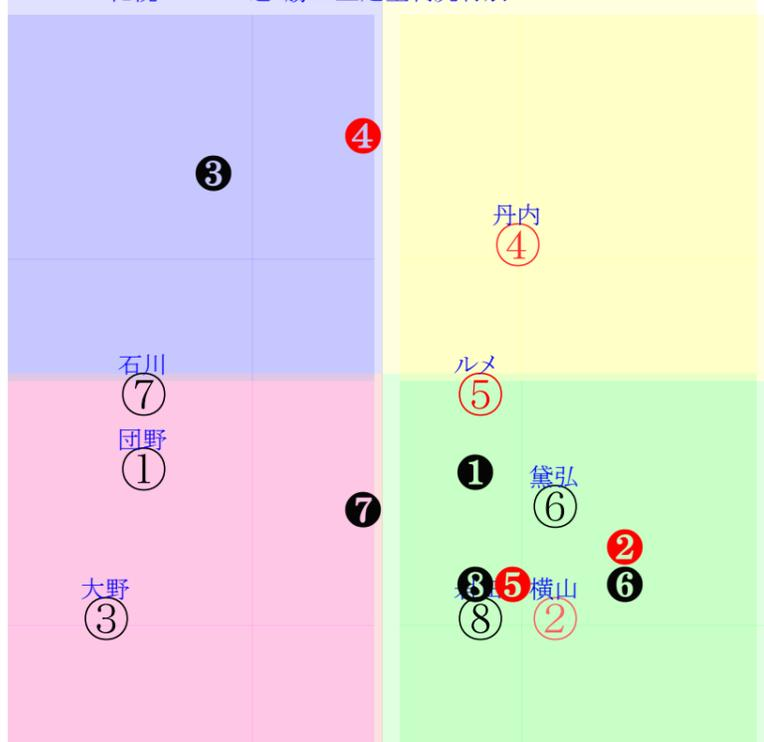 ❹
❸
丹内
④
石川 ルメ
⑦ ⑤
団野
① ❶ 黛弘
❼ ⑥
❷
大野 ❽ ❺ 横山 ❻
③ ⑧ ②